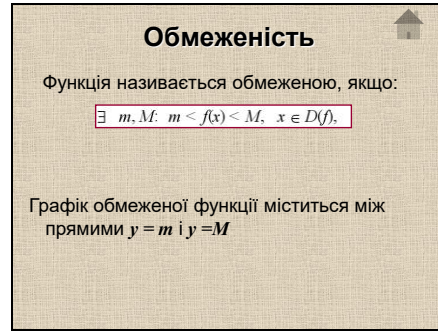 Обмеженість
Функція називається обмеженою, якщо:
∃ m, M: m < f(x) < M, x ∈ D(f),
Графік обмеженої функції міститься між
прямими y = m і y =M